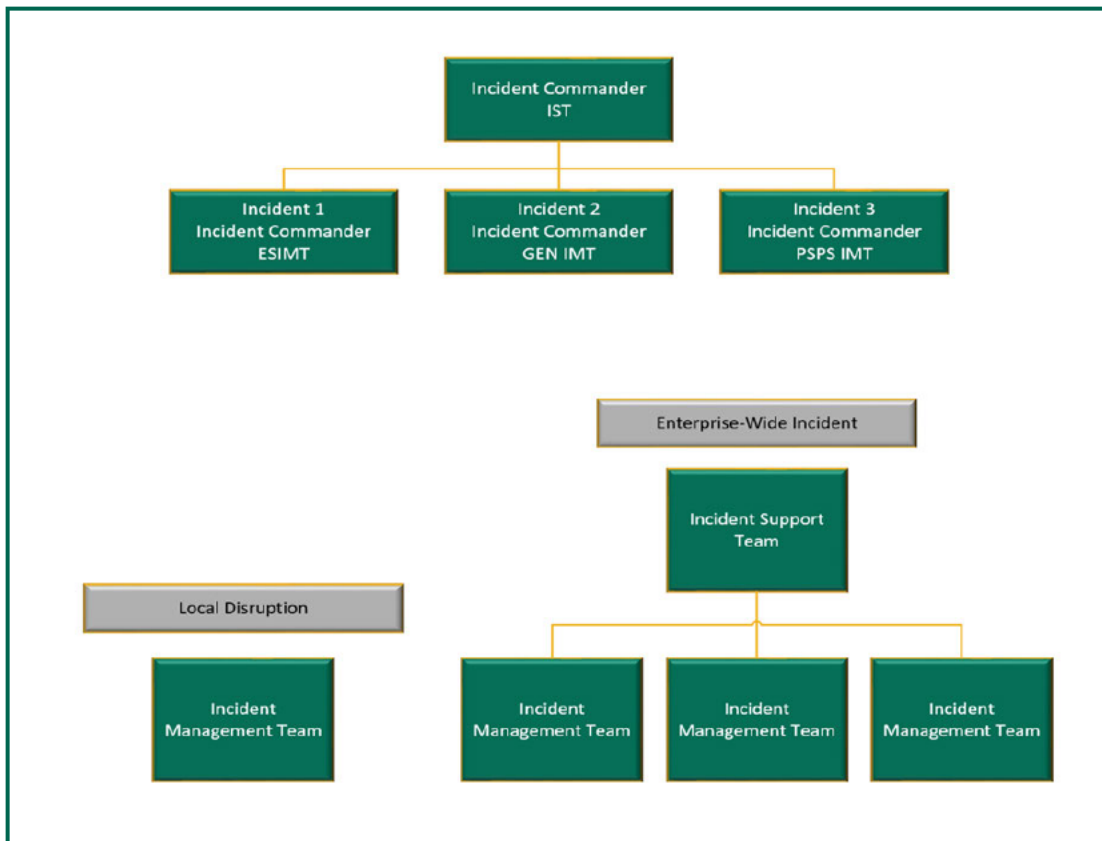 Incident Commander
IST
Incident 1
Incident Commander
ESIMT
Incident 2
Incident Commander
GEN IMT
Incident 3
Incident Commander
PSPS IMT
Enterprise-Wide Incident
Incident Support
Team
Local Disruption
Incident
Management Team
Incident
Management Team
Incident
Management Team
Incident
Management Team